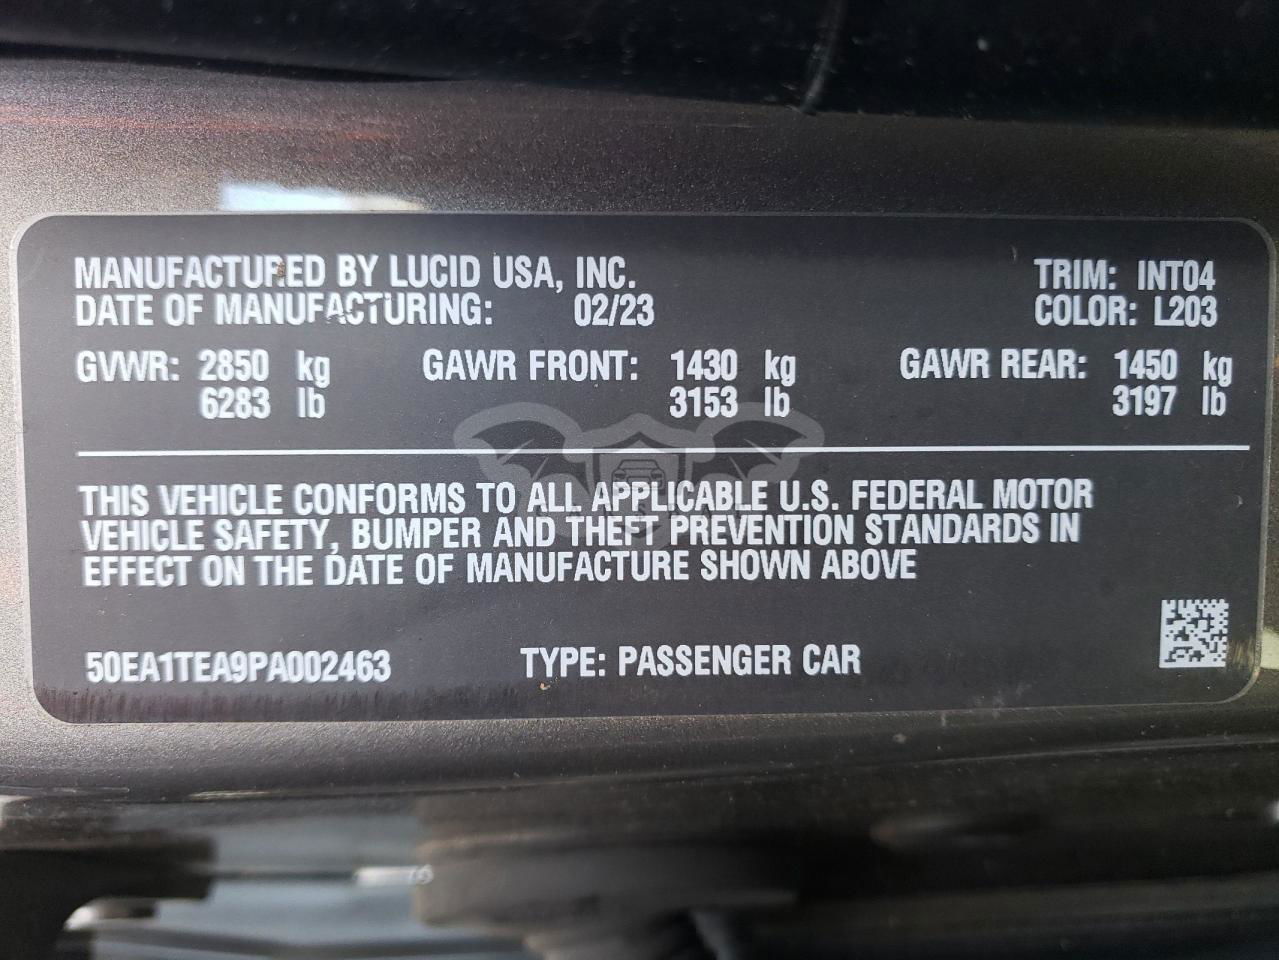 MANUFACTURED BY LUCID USA, INC. TRIM: INT04
DATE OF MANUFACTURING: 02/23 COLOR: L203
GVWR: 2850 kg GAWR FRONT: 1430 kg GAWR REAR: 1450 kg
6283 lb 3153 lb 3197 lb
THIS VEHICLE CONFORMS TO ALL APPLICABLE U.S. FEDERAL MOTOR
VEHICLE SAFETY, BUMPER AND THEFT PREVENTION STANDARDS IN
EFFECT ON THE DATE OF MANUFACTURE SHOWN ABOVE
50EA1TEA9PA002463 TYPE: PASSENGER CAR